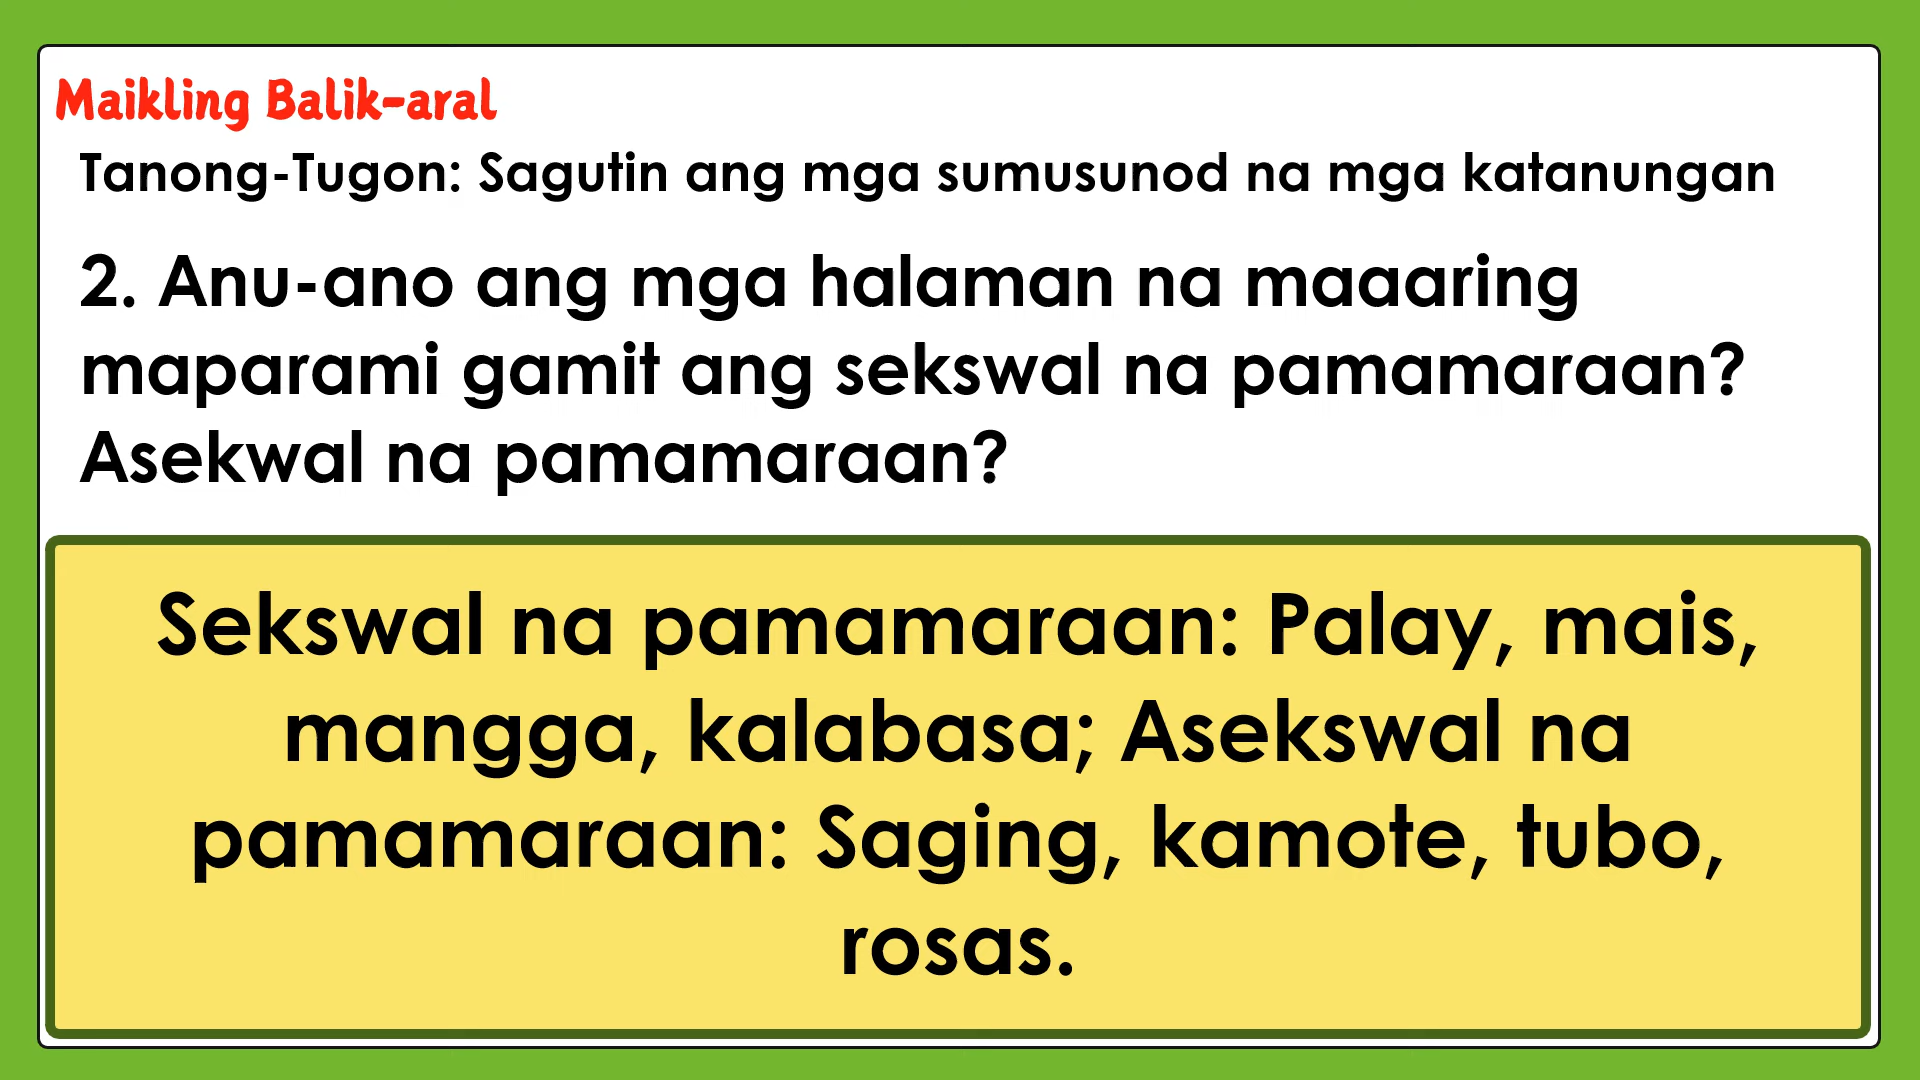 Maikling Balik-aral
Tanong-Tugon: Sagutin ang mga sumusunod na mga katanungan
2. Anu-ano ang mga halaman na maaaring
maparami gamit ang sekswal na pamamaraan?
Asekwal na pamamaraan?
Sekswal na pamamaraan: Palay, mais,
mangga, kalabasa; Asekswal na
pamamaraan: Saging, kamote, tubo,
rosas.